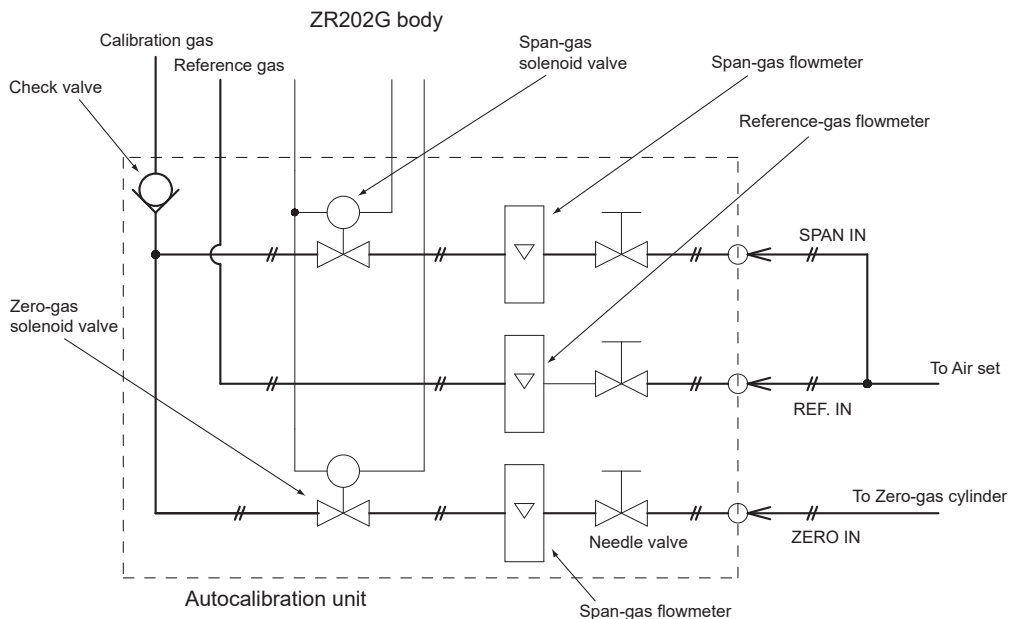 ZR202G body
Calibration gas
Reference gas
Span-gas
solenoid valve
Span-gas flowmeter
Check valve
Reference-gas flowmeter
SPAN IN
Zero-gas
solenoid valve
To Air set
REF. IN
To Zero-gas cylinder
Needle valve
ZERO IN
Autocalibration unit
Span-gas flowmeter